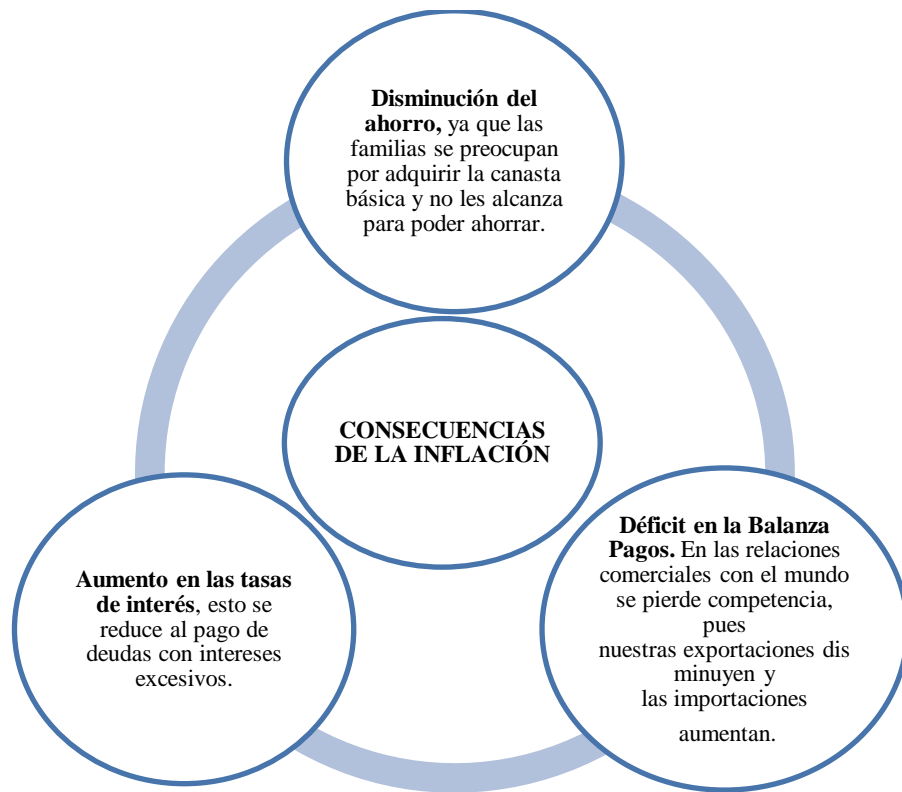 Disminución del
ahorro, ya que las
familias se preocupan
por adquirir la canasta
básica y no les alcanza
para poder ahorrar.
CONSECUENCIAS
DE LA INFLACIÓN
Déficit en la Balanza
Pagos. En las relaciones
comerciales con el mundo
se pierde competencia,
pues
nuestras exportaciones dis
minuyen y
las importaciones
aumentan.
Aumento en las tasas
de interés, esto se
reduce al pago de
deudas con intereses
excesivos.